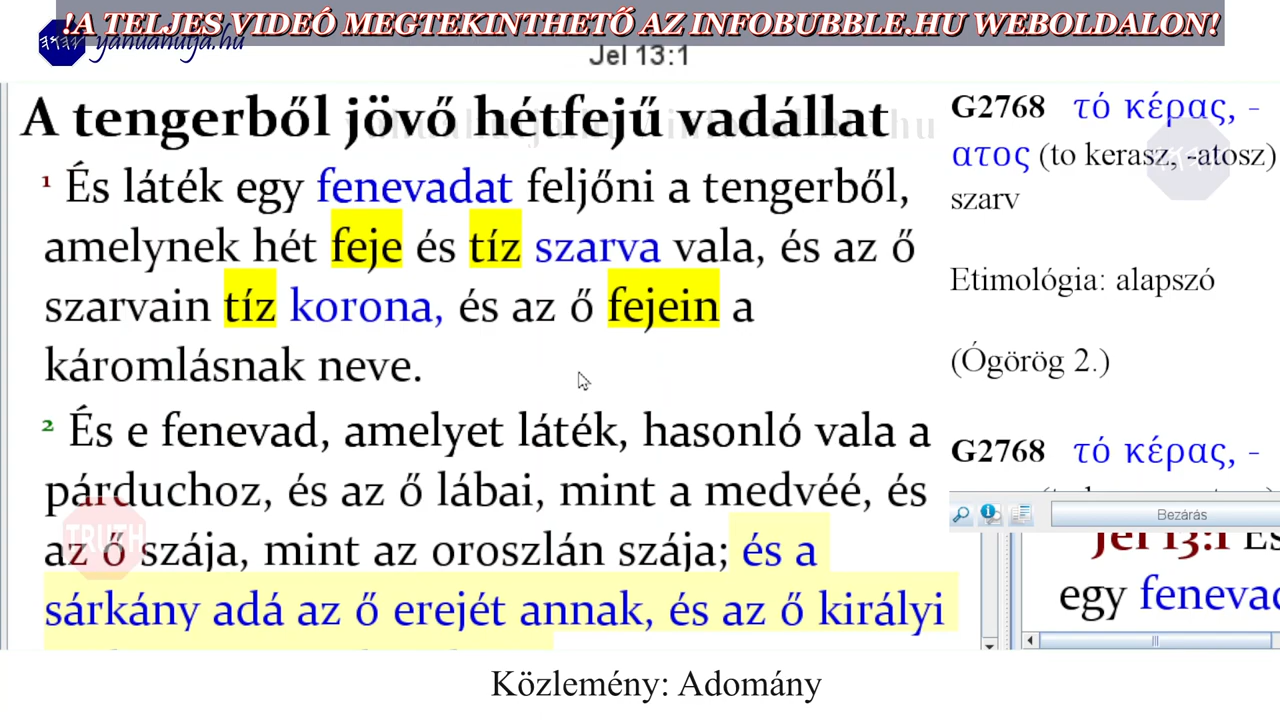 !A TELJES VIDEÓ MEGTEKINTHETŐ AZ INFOBUBBLE.HU WEBOLDALON!
yahuahutja.hu
Jel 13:1
A tengerből jövő hétfejű vadállat
1 És láték egy fenevadat feljőni a tengerből,
amelynek hét feje és tíz szarva vala, és az ő
szarvain tíz korona, és az ő fejein a
káromlásnak neve.
2 És e fenevad, amelyet láték, hasonló vala a
párduchoz, és az ő lábai, mint a medvéé, és
az ő szája, mint az oroszlán szája; és a
sárkány adá az ő erejét annak, és az ő királyi
TRUTH
G2768 τό κέρας, -
ατος (to kerasz, -atosz)
szarv
Etimológia: alapszó
(Ógörög 2.)
G2768 τό κέρας, -
Bezárás
Jel 13:1 És
egy fenevad
Közlemény: Adomány